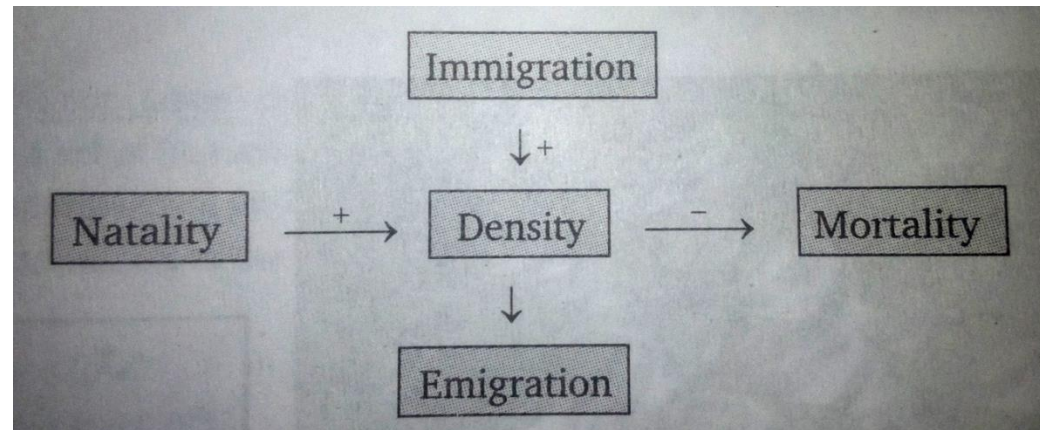 Immigration
+
Natality + Density – Mortality
Emigration